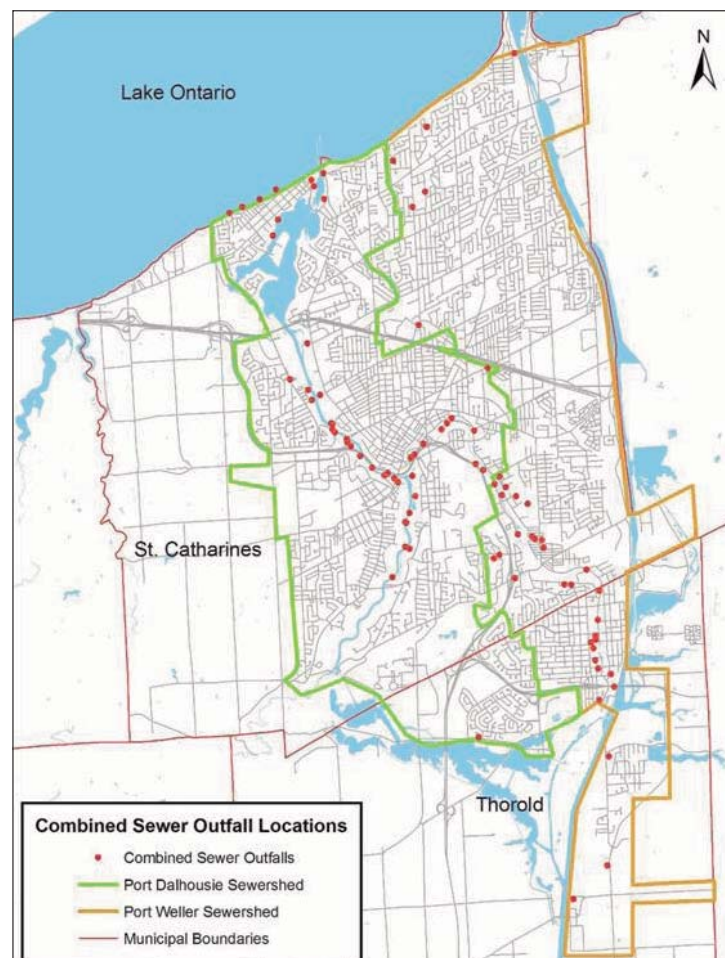 N
Lake Ontario
St. Catharines
Thorold
Combined Sewer Outfall Locations
Combined Sewer Outfalls
Port Dalhousie Sewershed
Port Weller Sewershed
Municipal Boundaries